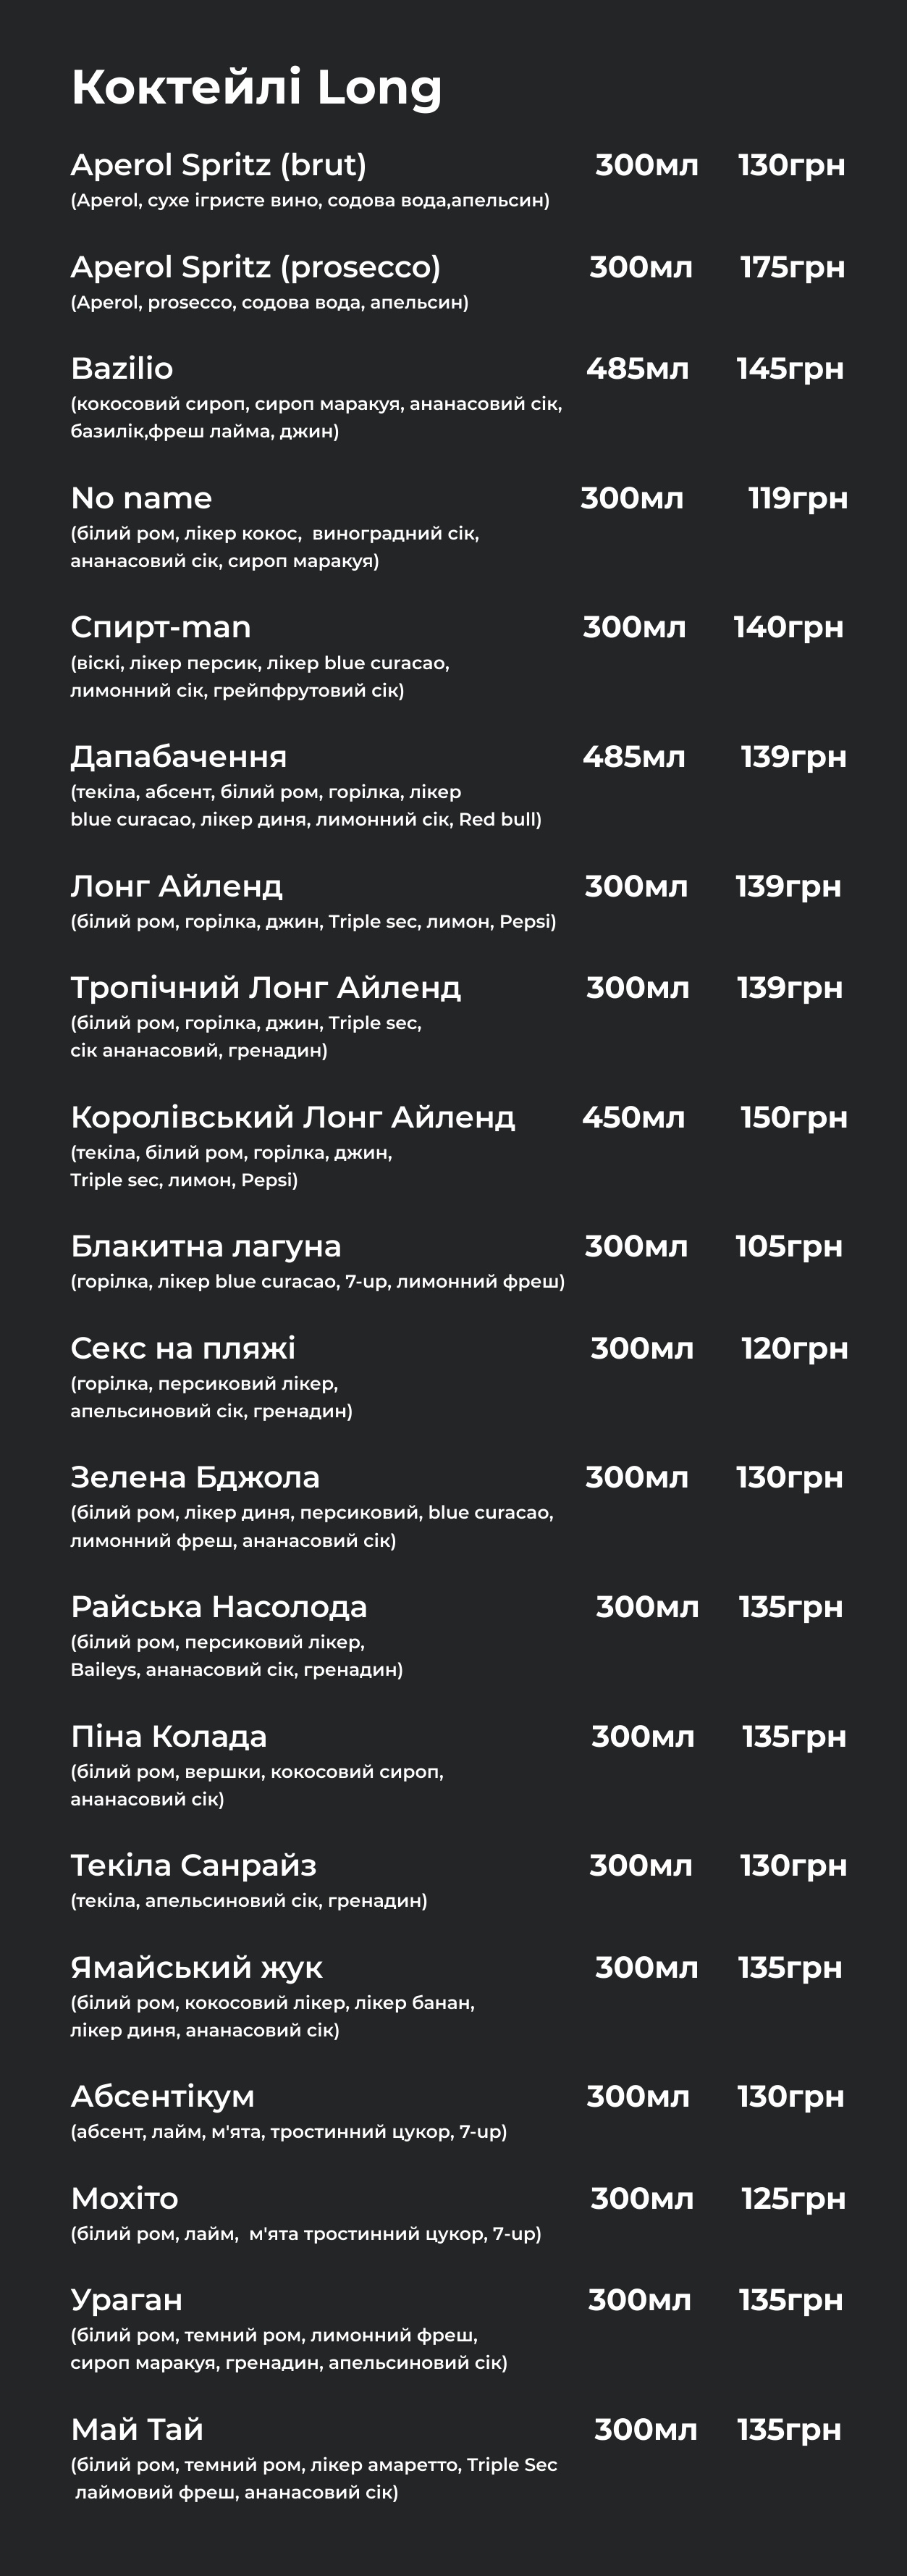 Коктейлі Long
Aperol Spritz (brut) 300мл 130грн
(Aperol, сухе ігристе вино, содова вода,апельсин)
Aperol Spritz (prosecco) 300мл 175грн
(Aperol, prosecco, содова вода, апельсин)
Bazilio 485мл 145грн
(кокосовий сироп, сироп маракуя, ананасовий сік,
базилік,фреш лайма, джин)
No name 300мл 119грн
(білий ром, лікер кокос,  виноградний сік,
ананасовий сік, сироп маракуя)
Спирт-man 300мл 140грн
(віскі, лікер персик, лікер blue curacao,
лимонний сік, грейпфрутовий сік)
Дапабачення 485мл 139грн
(текіла, абсент, білий ром, горілка, лікер
blue curacao, лікер диня, лимонний сік, Red bull)
Лонг Айленд 300мл 139грн
(білий ром, горілка, джин, Triple sec, лимон, Pepsi)
Тропічний Лонг Айленд 300мл 139грн
(білий ром, горілка, джин, Triple sec,
сік ананасовий, гренадин)
Королівський Лонг Айленд 450мл 150грн
(текіла, білий ром, горілка, джин,
Triple sec, лимон, Pepsi)
Блакитна лагуна 300мл 105грн
(горілка, лікер blue curacao, 7-up, лимонний фреш)
Секс на пляжі 300мл 120грн
(горілка, персиковий лікер,
апельсиновий сік, гренадин)
Зелена Бджола 300мл 130грн
(білий ром, лікер диня, персиковий, blue curacao,
лимонний фреш, ананасовий сік)
Райська Насолода 300мл 135грн
(білий ром, персиковий лікер,
Baileys, ананасовий сік, гренадин)
Піна Колада 300мл 135грн
(білий ром, вершки, кокосовий сироп,
ананасовий сік)
Текіла Санрайз 300мл 130грн
(текіла, апельсиновий сік, гренадин)
Ямайський жук 300мл 135грн
(білий ром, кокосовий лікер, лікер банан,
лікер диня, ананасовий сік)
Абсентікум 300мл 130грн
(абсент, лайм, м'ята, тростинний цукор, 7-up)
Мохіто 300мл 125грн
(білий ром, лайм,  м'ята тростинний цукор, 7-up)
Ураган 300мл 135грн
(білий ром, темний ром, лимонний фреш,
сироп маракуя, гренадин, апельсиновий сік)
Май Тай 300мл 135грн
(білий ром, темний ром, лікер амаретто, Triple Sec
лаймовий фреш, ананасовий сік)